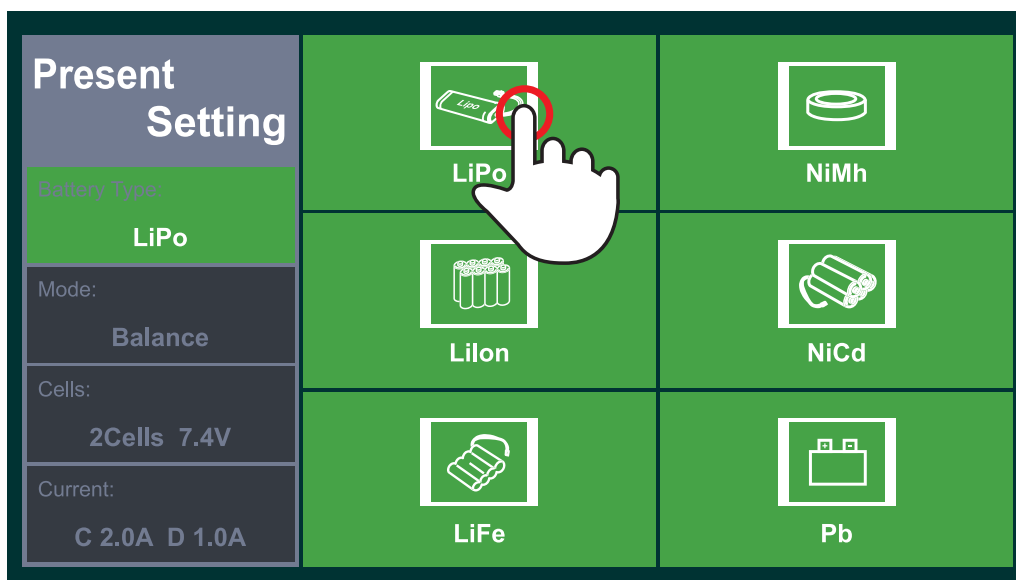 Present
Setting
Battery Type:
LiPo
Mode:
Balance
Cells:
2Cells 7.4V
Current:
C 2.0A D 1.0A
Lipo
LiPo
NiMh
LiIon
NiCd
LiFe
+ -
Pb